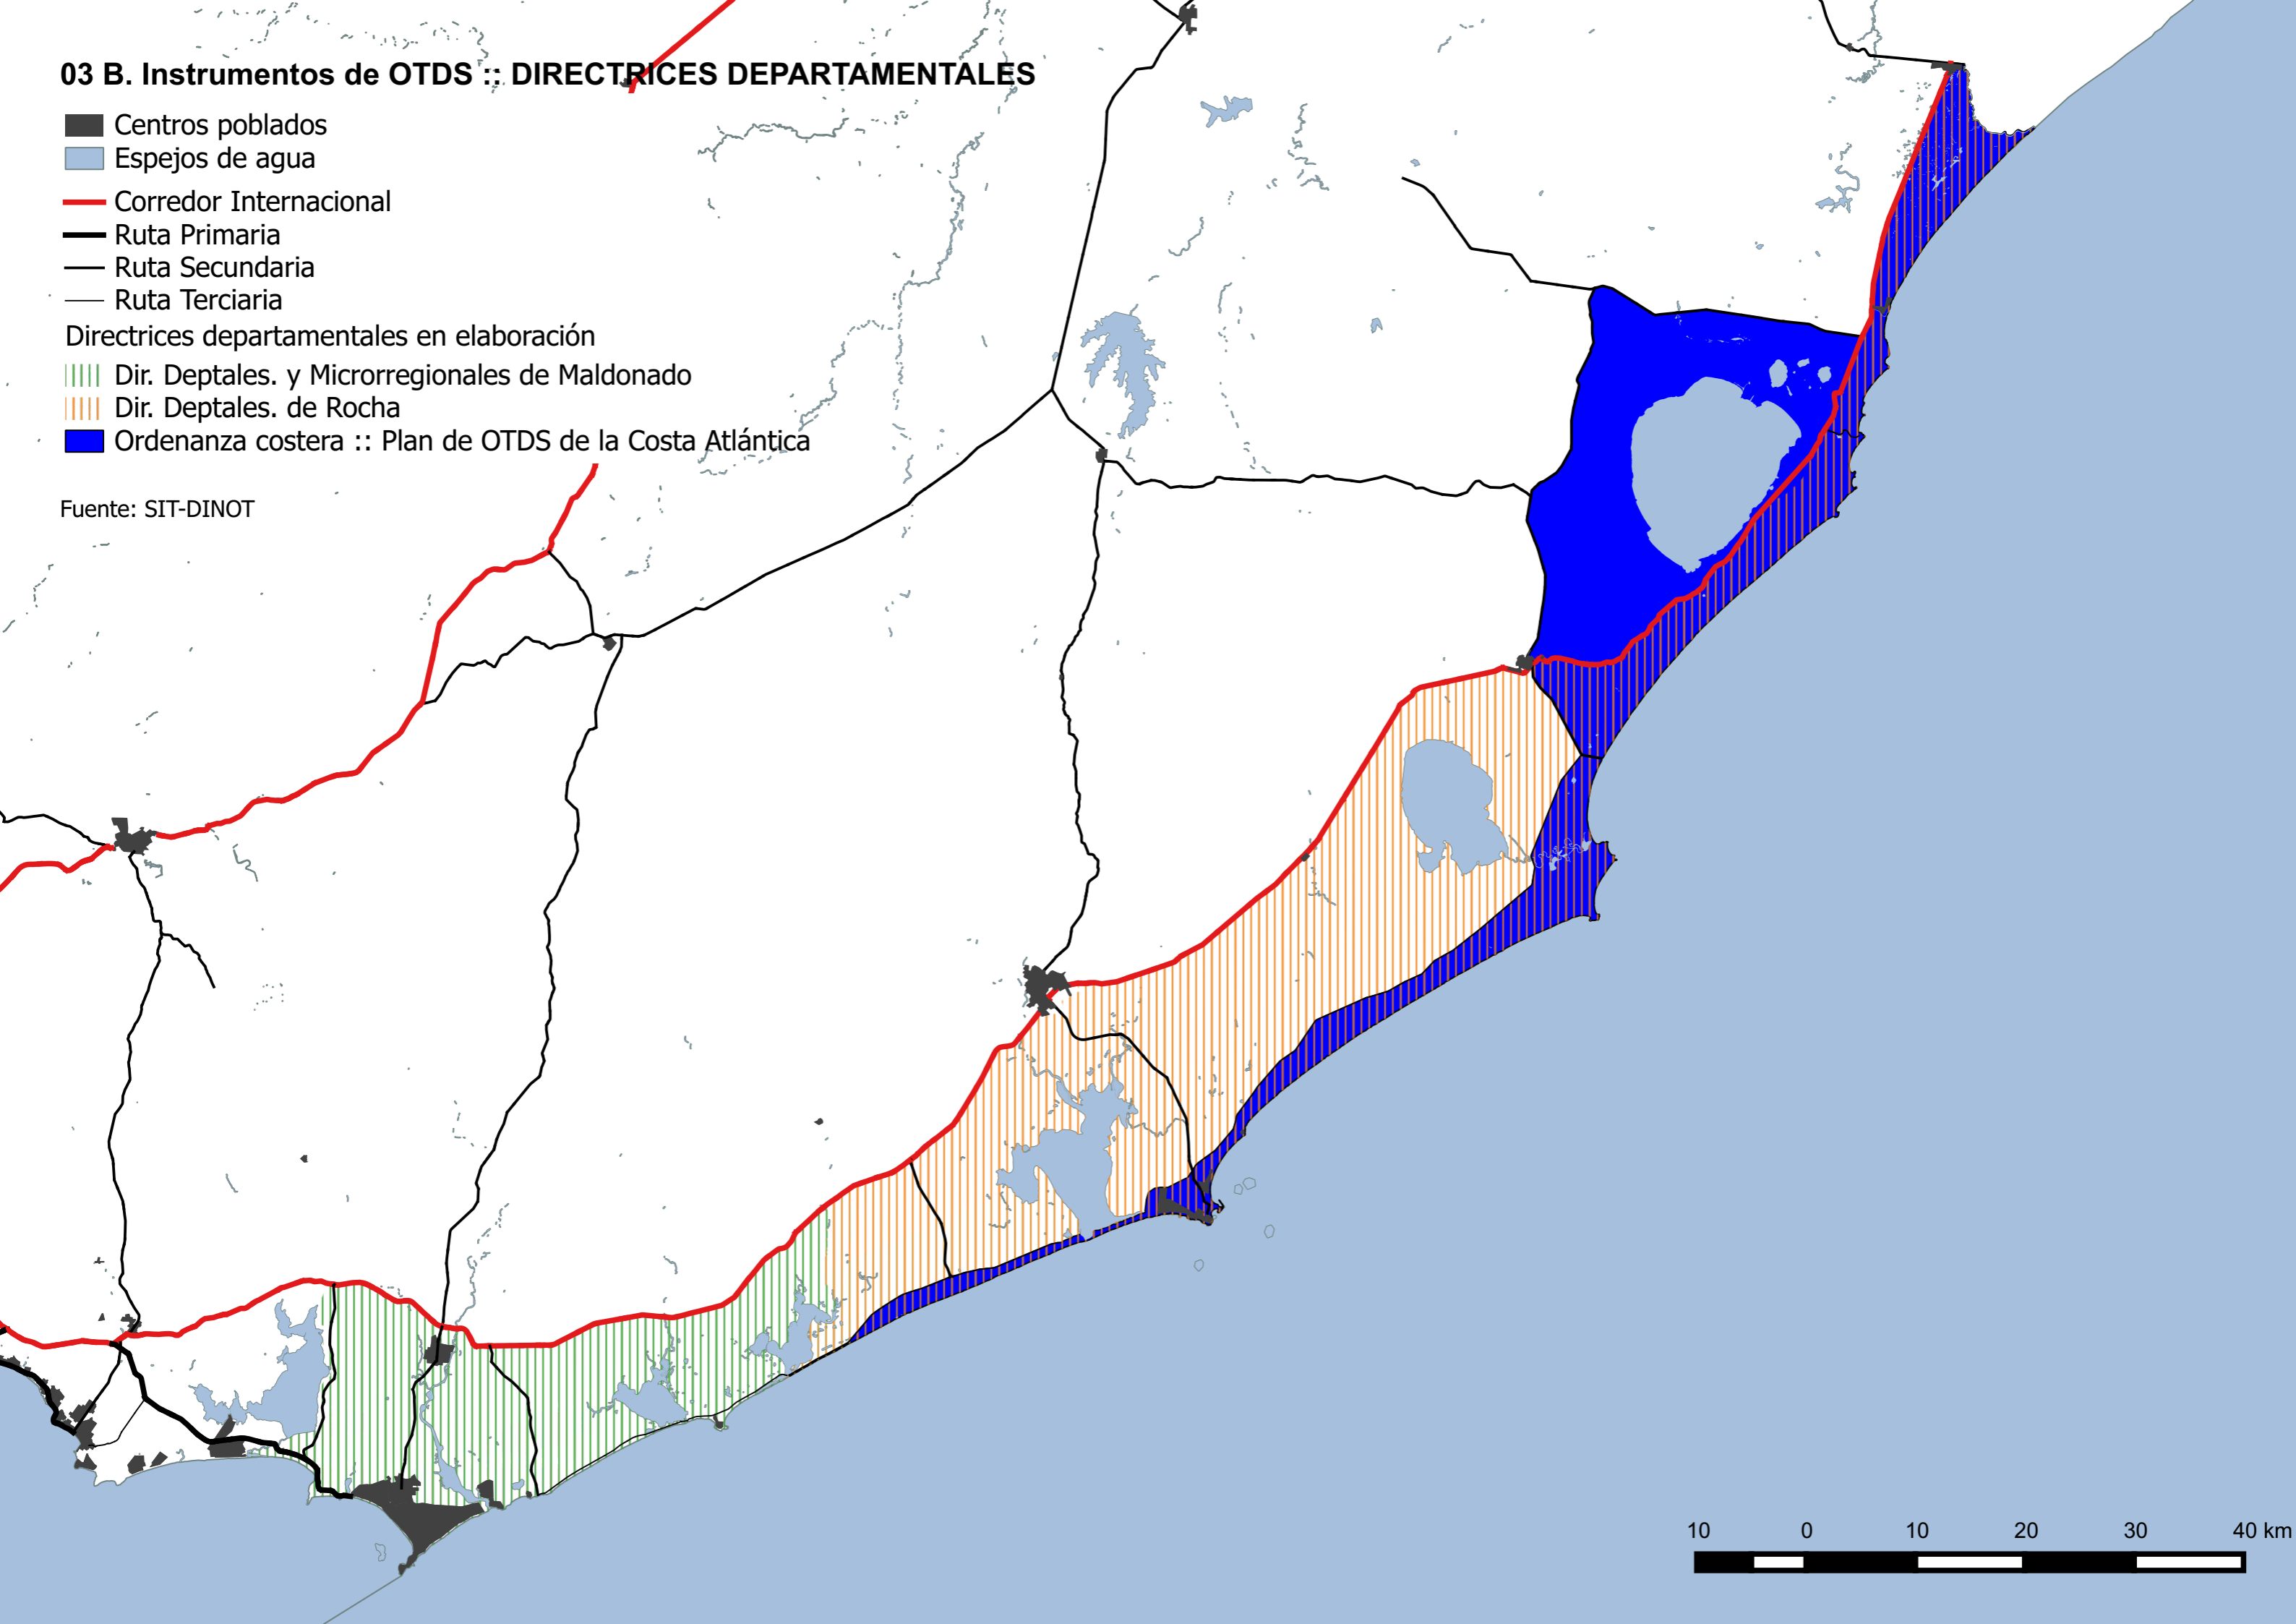 03 B. Instrumentos de OTDS :: DIRECTRICES DEPARTAMENTALES
Centros poblados
Espejos de agua
Corredor Internacional
Ruta Primaria
Ruta Secundaria
Ruta Terciaria
Directrices departamentales en elaboración
Dir. Deptales. y Microrregionales de Maldonado
Dir. Deptales. de Rocha
Ordenanza costera :: Plan de OTDS de la Costa Atlántica
Fuente: SIT-DINOT
10 0 10 20 30 40 km